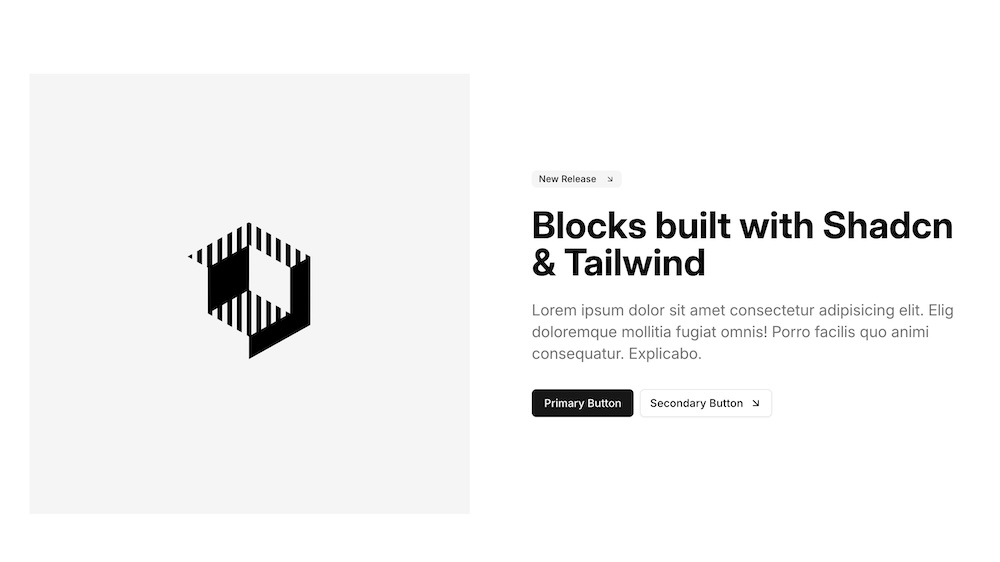 New Release
Blocks built with Shadcn
& Tailwind
Lorem ipsum dolor sit amet consectetur adipisicing elit. Elig
doloremque mollitia fugiat omnis! Porro facilis quo animi
consequatur. Explicabo.
Primary Button
Secondary Button